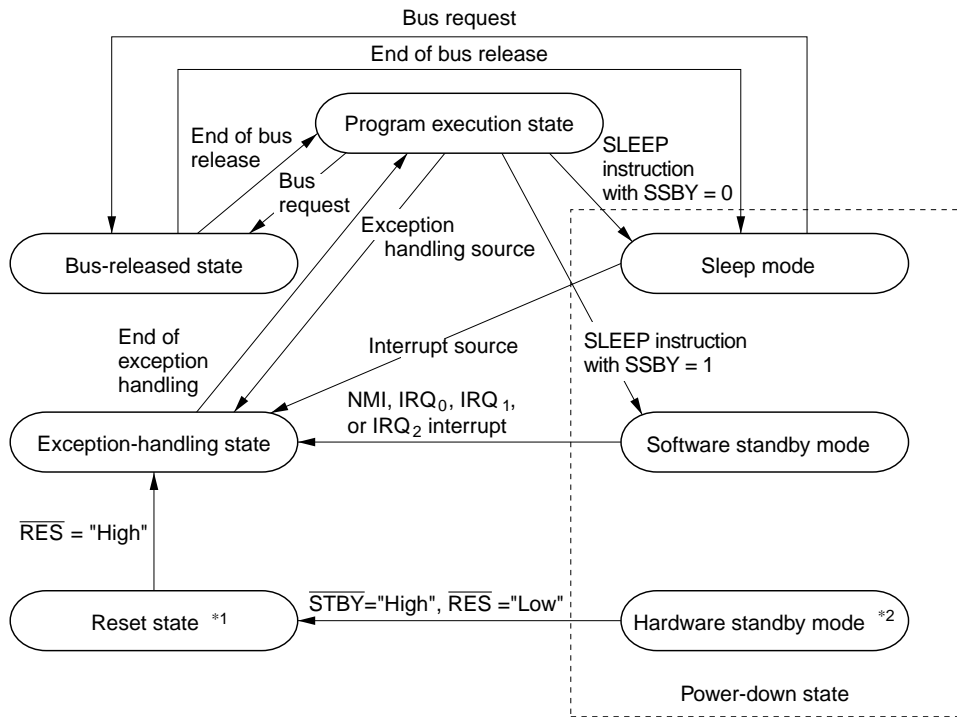 Bus request
End of bus release
Program execution state
End of bus
release
SLEEP
instruction
with SSBY = 0
Bus
request
Exception
handling source
Bus-released state
Sleep mode
End of
exception
handling
Interrupt source
SLEEP instruction
with SSBY = 1
NMI, IRQ0, IRQ1,
or IRQ2 interrupt
Exception-handling state
Software standby mode
RES = "High"
STBY="High", RES ="Low"
Reset state *1
Hardware standby mode *2
Power-down state